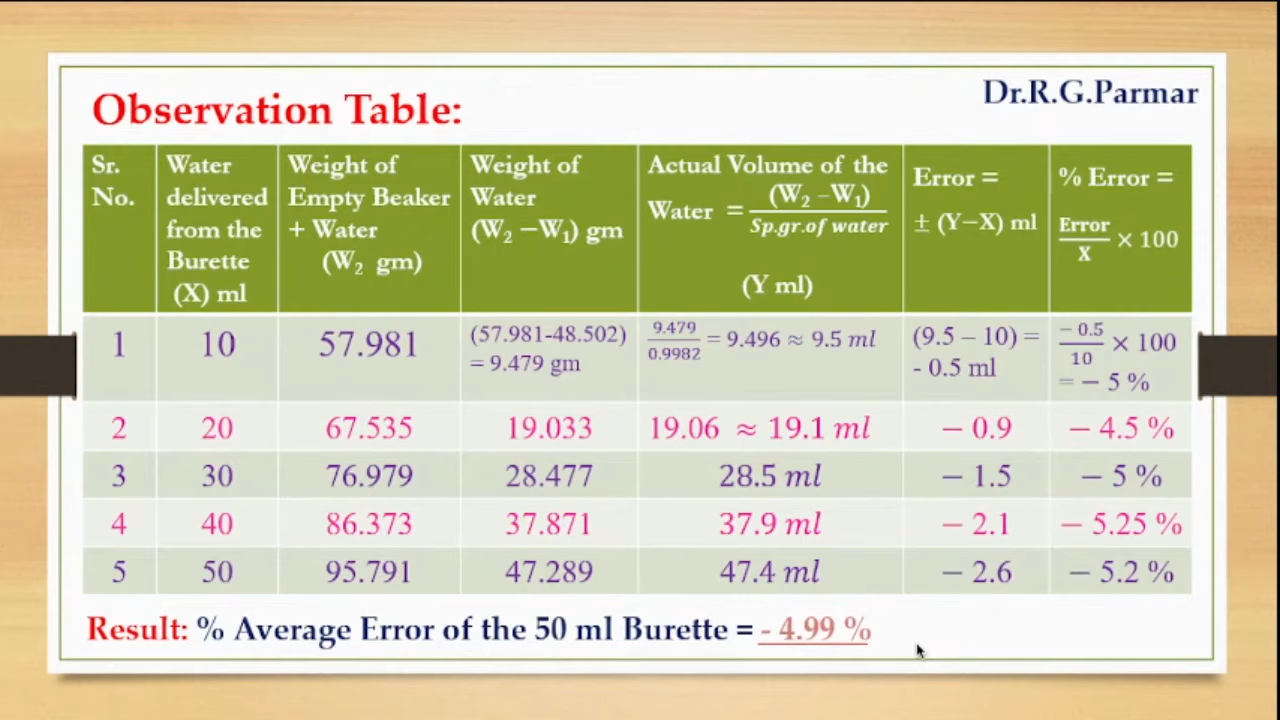 Dr.R.G.Parmar
Observation Table:
Sr. No.
Water delivered from the Burette (X) ml
Weight of Empty Beaker + Water (W₂ gm)
Weight of Water (W₂ −W₁) gm
Actual Volume of the Water = (W₂ −W₁) / Sp.gr.of water (Y ml)
Error = ± (Y−X) ml
% Error = Error / X × 100
1 10 57.981 (57.981-48.502) = 9.479 gm 9.479 / 0.9982 = 9.496 ≈ 9.5 ml (9.5 – 10) = - 0.5 ml − 0.5 / 10 × 100 = − 5 %
2 20 67.535 19.033 19.06 ≈ 19.1 ml − 0.9 − 4.5 %
3 30 76.979 28.477 28.5 ml − 1.5 − 5 %
4 40 86.373 37.871 37.9 ml − 2.1 − 5.25 %
5 50 95.791 47.289 47.4 ml − 2.6 − 5.2 %
Result: % Average Error of the 50 ml Burette = - 4.99 %